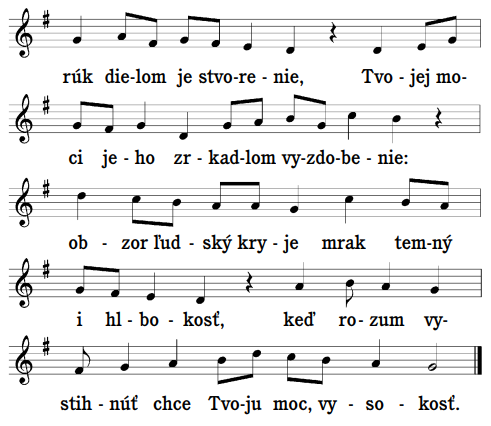 rúk die-lom je stvo-re - nie, Tvo - jej mo-
ci je - ho zr - kad-lom vy-zdo-be - nie:
ob - zor ľud - ský kry - je mrak tem-ný
i hl - bo - kosť, keď ro - zum vy-
stih - núť chce Tvo-ju moc, vy - so - kosť.